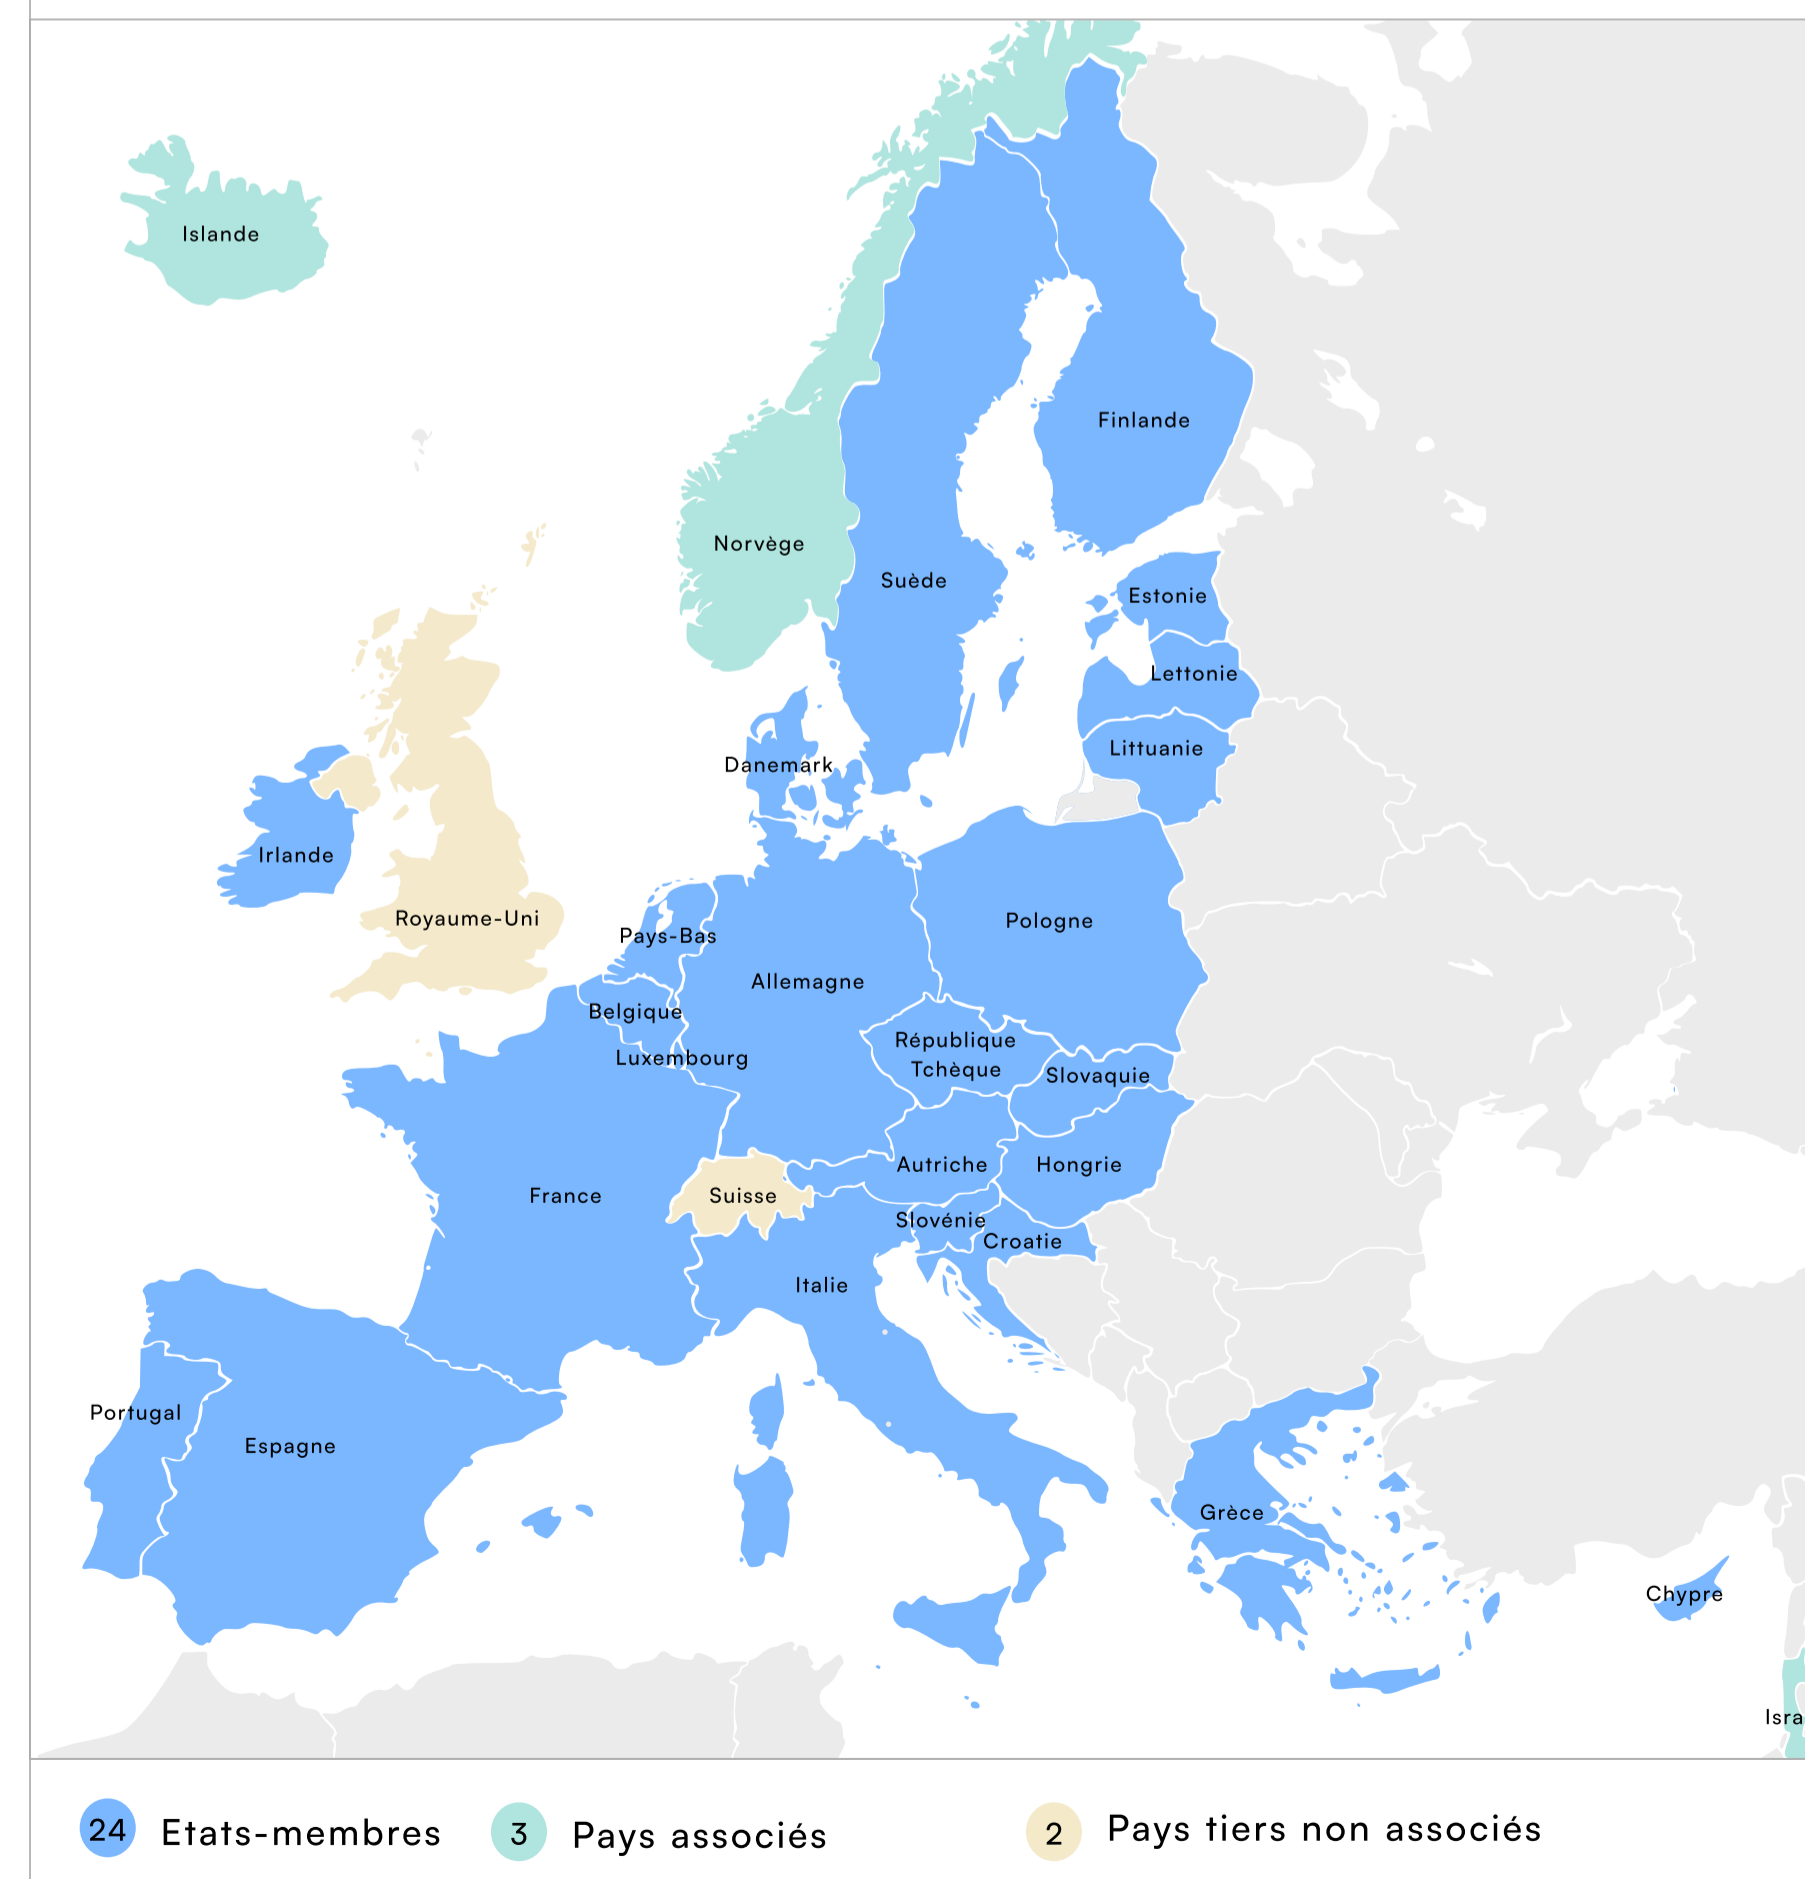 Islande
Finlande
Norvège
Suède
Estonie
Lettonie
Littuanie
Danemark
Irlande
Royaume-Uni
Pays-Bas
Pologne
Allemagne
Belgique
République
Tchèque
Luxembourg
Slovaquie
Autriche
Hongrie
France
Suisse
Slovénie
Croatie
Italie
Portugal
Espagne
Grèce
Chypre
Isra
24 Etats-membres
3 Pays associés
2 Pays tiers non associés